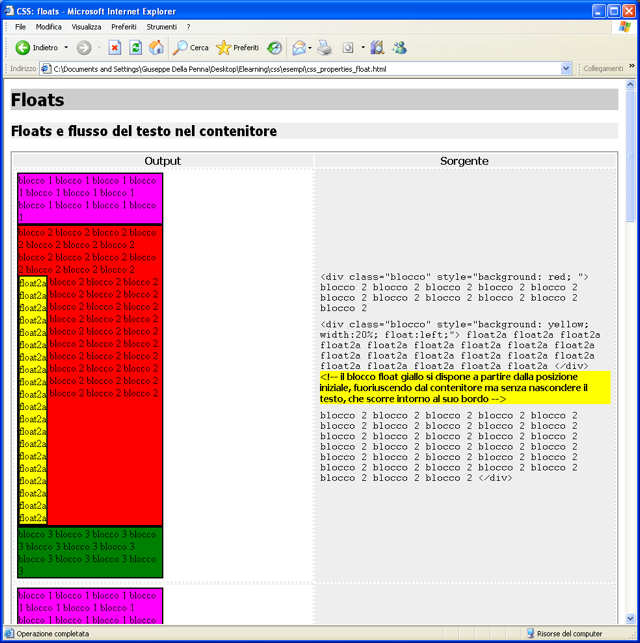 CSS: floats - Microsoft Internet Explorer
File Modifica Visualizza Preferiti Strumenti ?
Indietro Cerca Preferiti
Indirizzo C:\Documents and Settings\Giuseppe Della Penna\Desktop\Elearning\css\esempi\css_properties_float.html Collegamenti »
Floats
Floats e flusso del testo nel contenitore
Output Sorgente
blocco 1 blocco 1 blocco 1 blocco
1 blocco 1 blocco 1 blocco 1
blocco 1 blocco 1 blocco 1 blocco
1
blocco 2 blocco 2 blocco 2 blocco
2 blocco 2 blocco 2 blocco 2
blocco 2 blocco 2 blocco 2 blocco
2 blocco 2 blocco 2 blocco 2
float2a blocco 2 blocco 2 blocco 2
float2a blocco 2 blocco 2 blocco 2
float2a blocco 2 blocco 2 blocco 2
float2a blocco 2 blocco 2 blocco 2
float2a blocco 2 blocco 2 blocco 2
float2a blocco 2 blocco 2 blocco 2
float2a blocco 2 blocco 2 blocco 2
float2a blocco 2 blocco 2 blocco 2
float2a blocco 2 blocco 2 blocco 2
float2a blocco 2 blocco 2 blocco 2
float2a
float2a
float2a
float2a
float2a
float2a
float2a
float2a
float2a
float2a
blocco 3 blocco 3 blocco 3 blocco
3 blocco 3 blocco 3 blocco 3
blocco 3 blocco 3 blocco 3 blocco
3
blocco 1 blocco 1 blocco 1 blocco
1 blocco 1 blocco 1 blocco 1
blocco 1 blocco 1 blocco 1 blocco
<div class="blocco" style="background: red; ">
blocco 2 blocco 2 blocco 2 blocco 2 blocco 2
blocco 2 blocco 2 blocco 2 blocco 2 blocco 2
blocco 2
<div class="blocco" style="background: yellow;
width:20%; float:left;"> float2a float2a float2a
float2a float2a float2a float2a float2a float2a
float2a float2a float2a float2a float2a float2a
float2a float2a float2a float2a float2a </div>
<!-- il blocco float giallo si dispone a partire dalla posizione
iniziale, fuoriuscendo dal contenitore ma senza nascondere il
testo, che scorre intorno al suo bordo -->
blocco 2 blocco 2 blocco 2 blocco 2 blocco 2
blocco 2 blocco 2 blocco 2 blocco 2 blocco 2
blocco 2 blocco 2 blocco 2 blocco 2 blocco 2
blocco 2 blocco 2 blocco 2 blocco 2 blocco 2
blocco 2 blocco 2 blocco 2 blocco 2 blocco 2
blocco 2 blocco 2 blocco 2 blocco 2 blocco 2
blocco 2 blocco 2 blocco 2 </div>
Operazione completata Risorse del computer